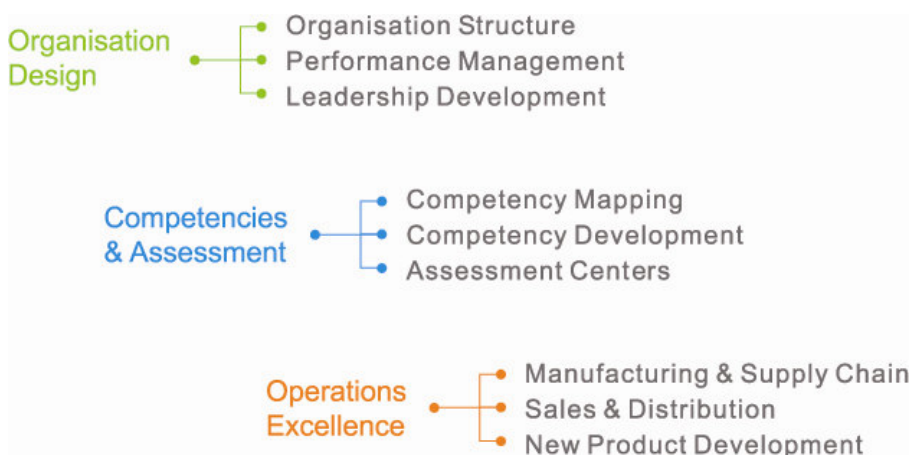 Organisation
Design
Organisation Structure
Performance Management
Leadership Development
Competencies
& Assessment
Competency Mapping
Competency Development
Assessment Centers
Operations
Excellence
Manufacturing & Supply Chain
Sales & Distribution
New Product Development